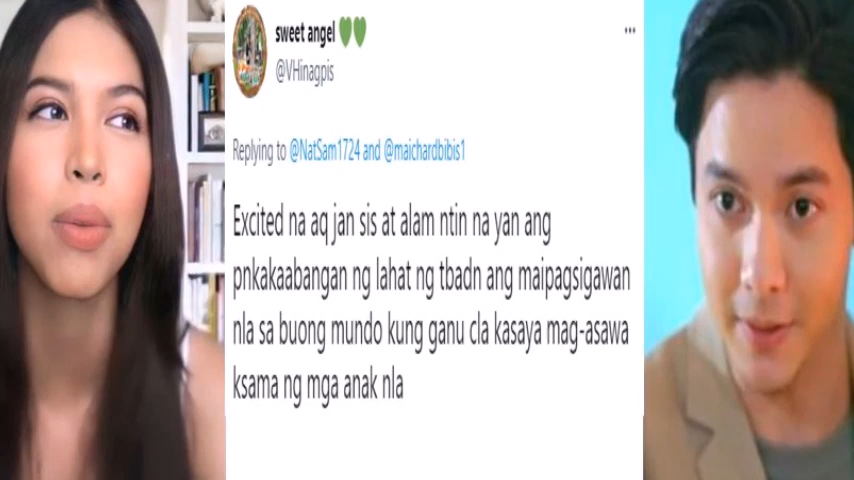 sweet angel 💚💚
@VHinagpis
Replying to @NatSam1724 and @maichardbibis1
Excited na aq jan sis at alam ntin na yan ang
pnkakaabangan ng lahat ng tbadn ang maipagsigawan
nla sa buong mundo kung ganu cla kasaya mag-asawa
ksama ng mga anak nla